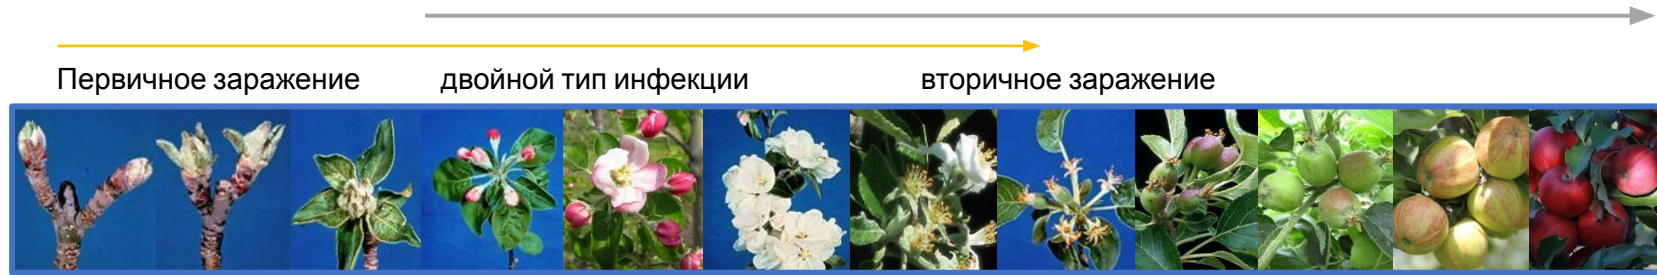 Первичное заражение двойной тип инфекции вторичное заражение